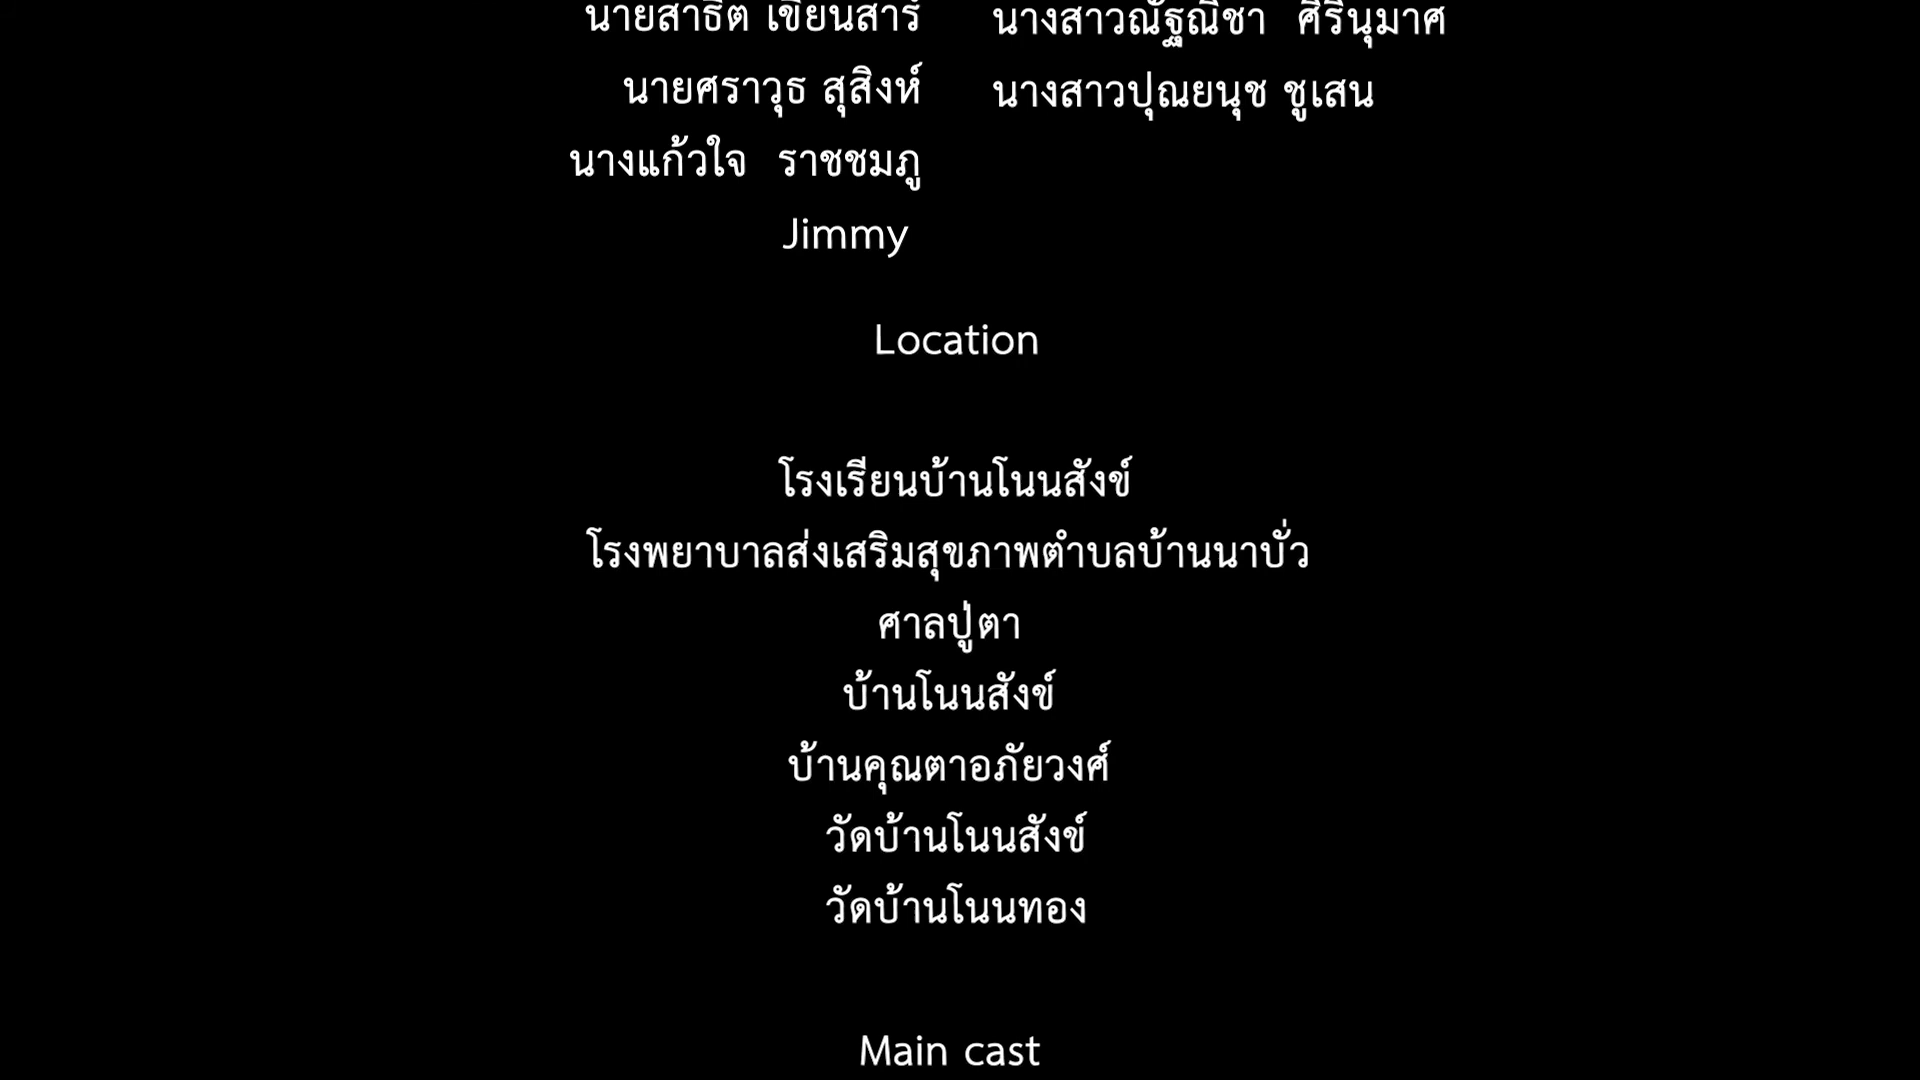 นายสาธิต เขียนสาร์ นางสาวณัฐณิชา ศิรินุมาศ
นายศราวุธ สุสิงห์ นางสาวปุณยนุช ชูเสน
นางแก้วใจ ราชชมภู
Jimmy
Location
โรงเรียนบ้านโนนสังข์
โรงพยาบาลส่งเสริมสุขภาพตำบลบ้านนาบั่ว
ศาลปู่ตา
บ้านโนนสังข์
บ้านคุณตาอภัยวงศ์
วัดบ้านโนนสังข์
วัดบ้านโนนทอง
Main cast